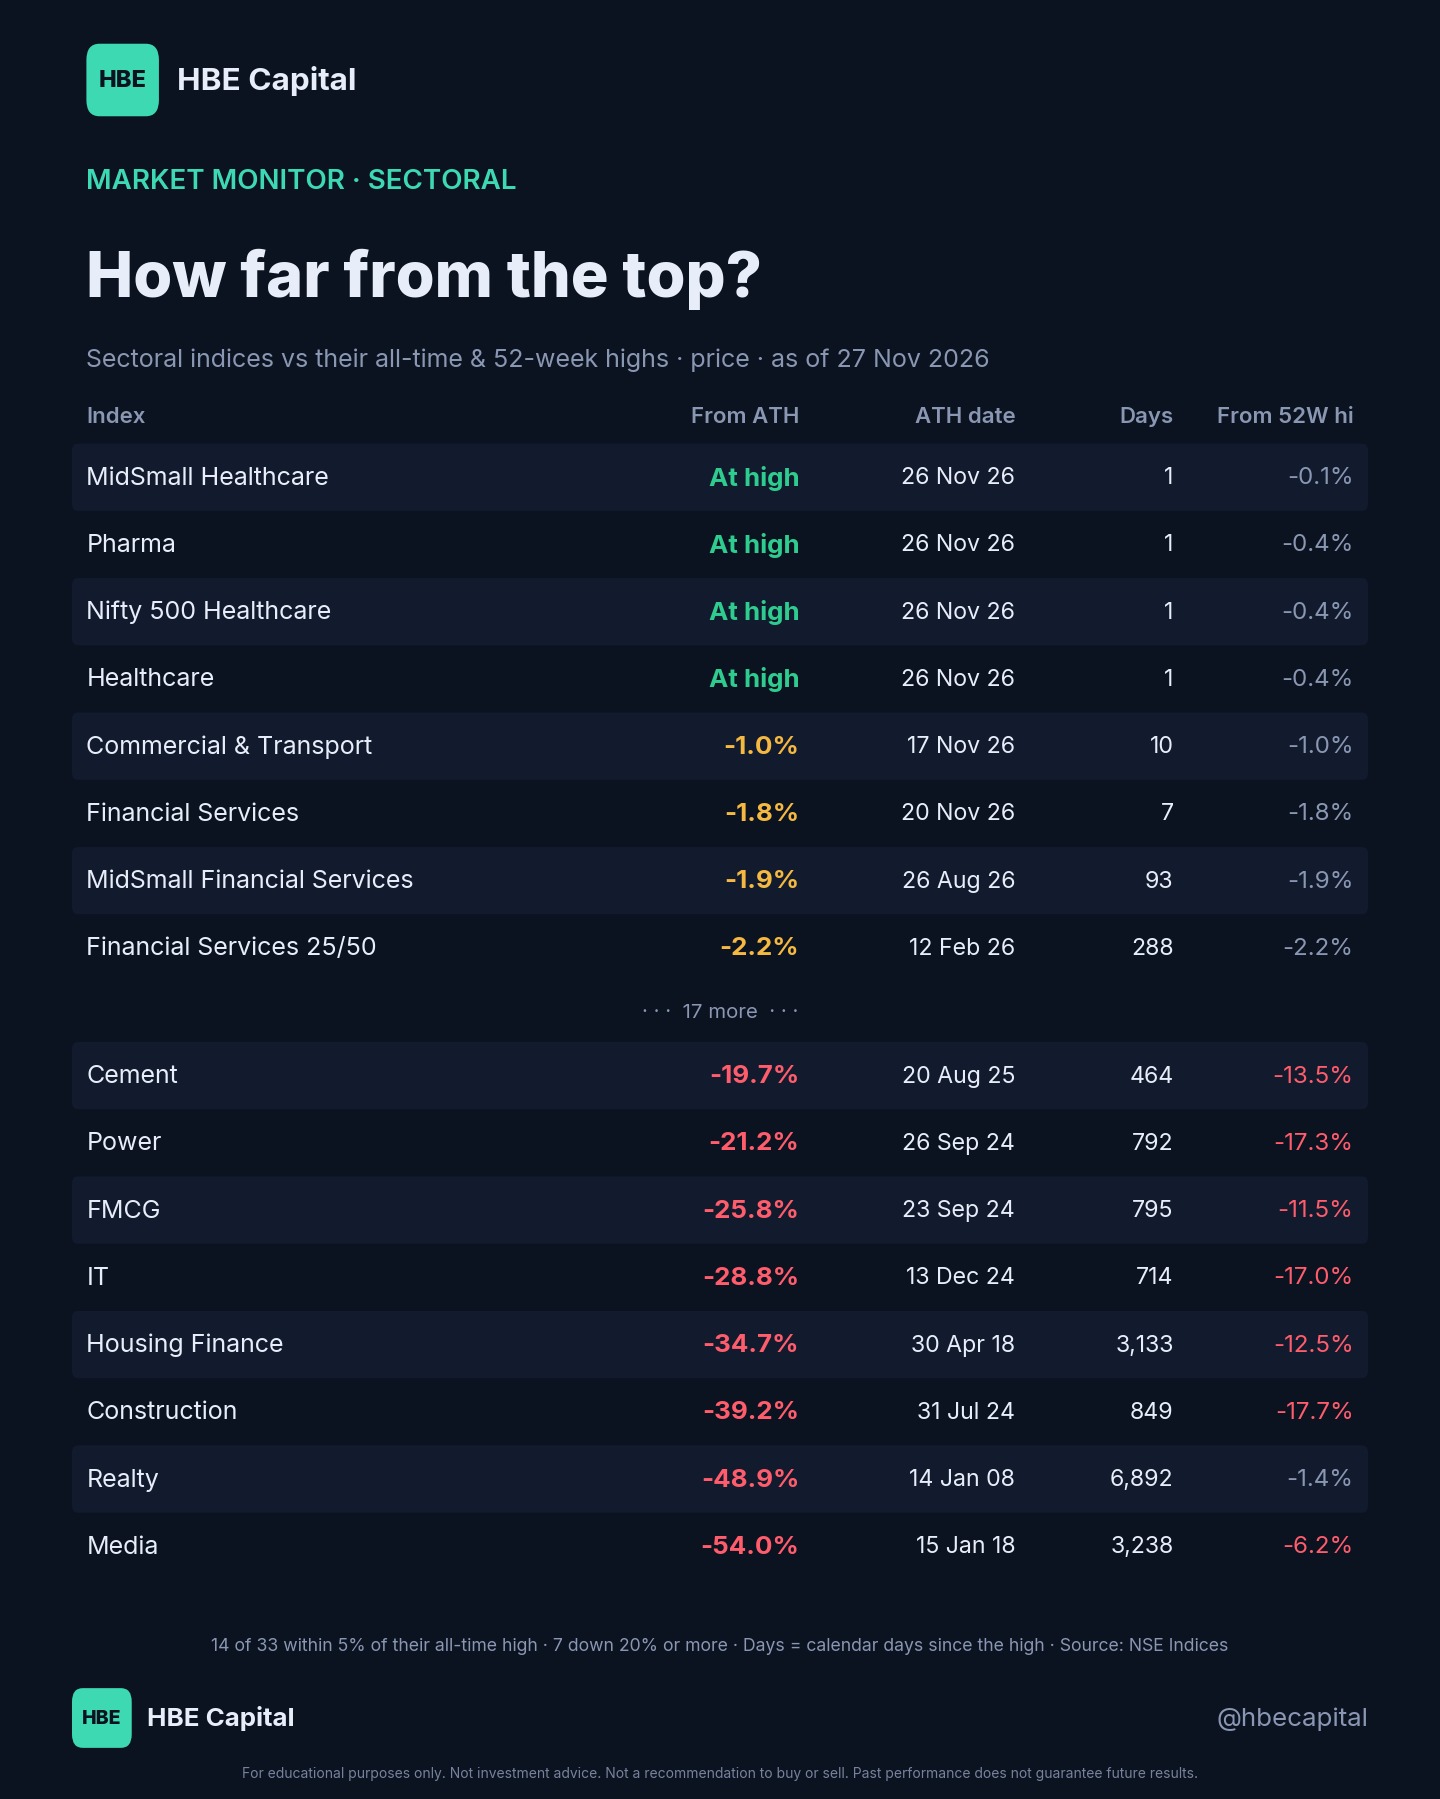 HBE HBE Capital
MARKET MONITOR · SECTORAL
How far from the top?
Sectoral indices vs their all-time & 52-week highs · price · as of 27 Nov 2026
Index From ATH ATH date Days From 52W hi
MidSmall Healthcare At high 26 Nov 26 1 -0.1%
Pharma At high 26 Nov 26 1 -0.4%
Nifty 500 Healthcare At high 26 Nov 26 1 -0.4%
Healthcare At high 26 Nov 26 1 -0.4%
Commercial & Transport -1.0% 17 Nov 26 10 -1.0%
Financial Services -1.8% 20 Nov 26 7 -1.8%
MidSmall Financial Services -1.9% 26 Aug 26 93 -1.9%
Financial Services 25/50 -2.2% 12 Feb 26 288 -2.2%
· · · 17 more · · ·
Cement -19.7% 20 Aug 25 464 -13.5%
Power -21.2% 26 Sep 24 792 -17.3%
FMCG -25.8% 23 Sep 24 795 -11.5%
IT -28.8% 13 Dec 24 714 -17.0%
Housing Finance -34.7% 30 Apr 18 3,133 -12.5%
Construction -39.2% 31 Jul 24 849 -17.7%
Realty -48.9% 14 Jan 08 6,892 -1.4%
Media -54.0% 15 Jan 18 3,238 -6.2%
14 of 33 within 5% of their all-time high · 7 down 20% or more · Days = calendar days since the high · Source: NSE Indices
HBE HBE Capital @hbecapital
For educational purposes only. Not investment advice. Not a recommendation to buy or sell. Past performance does not guarantee future results.